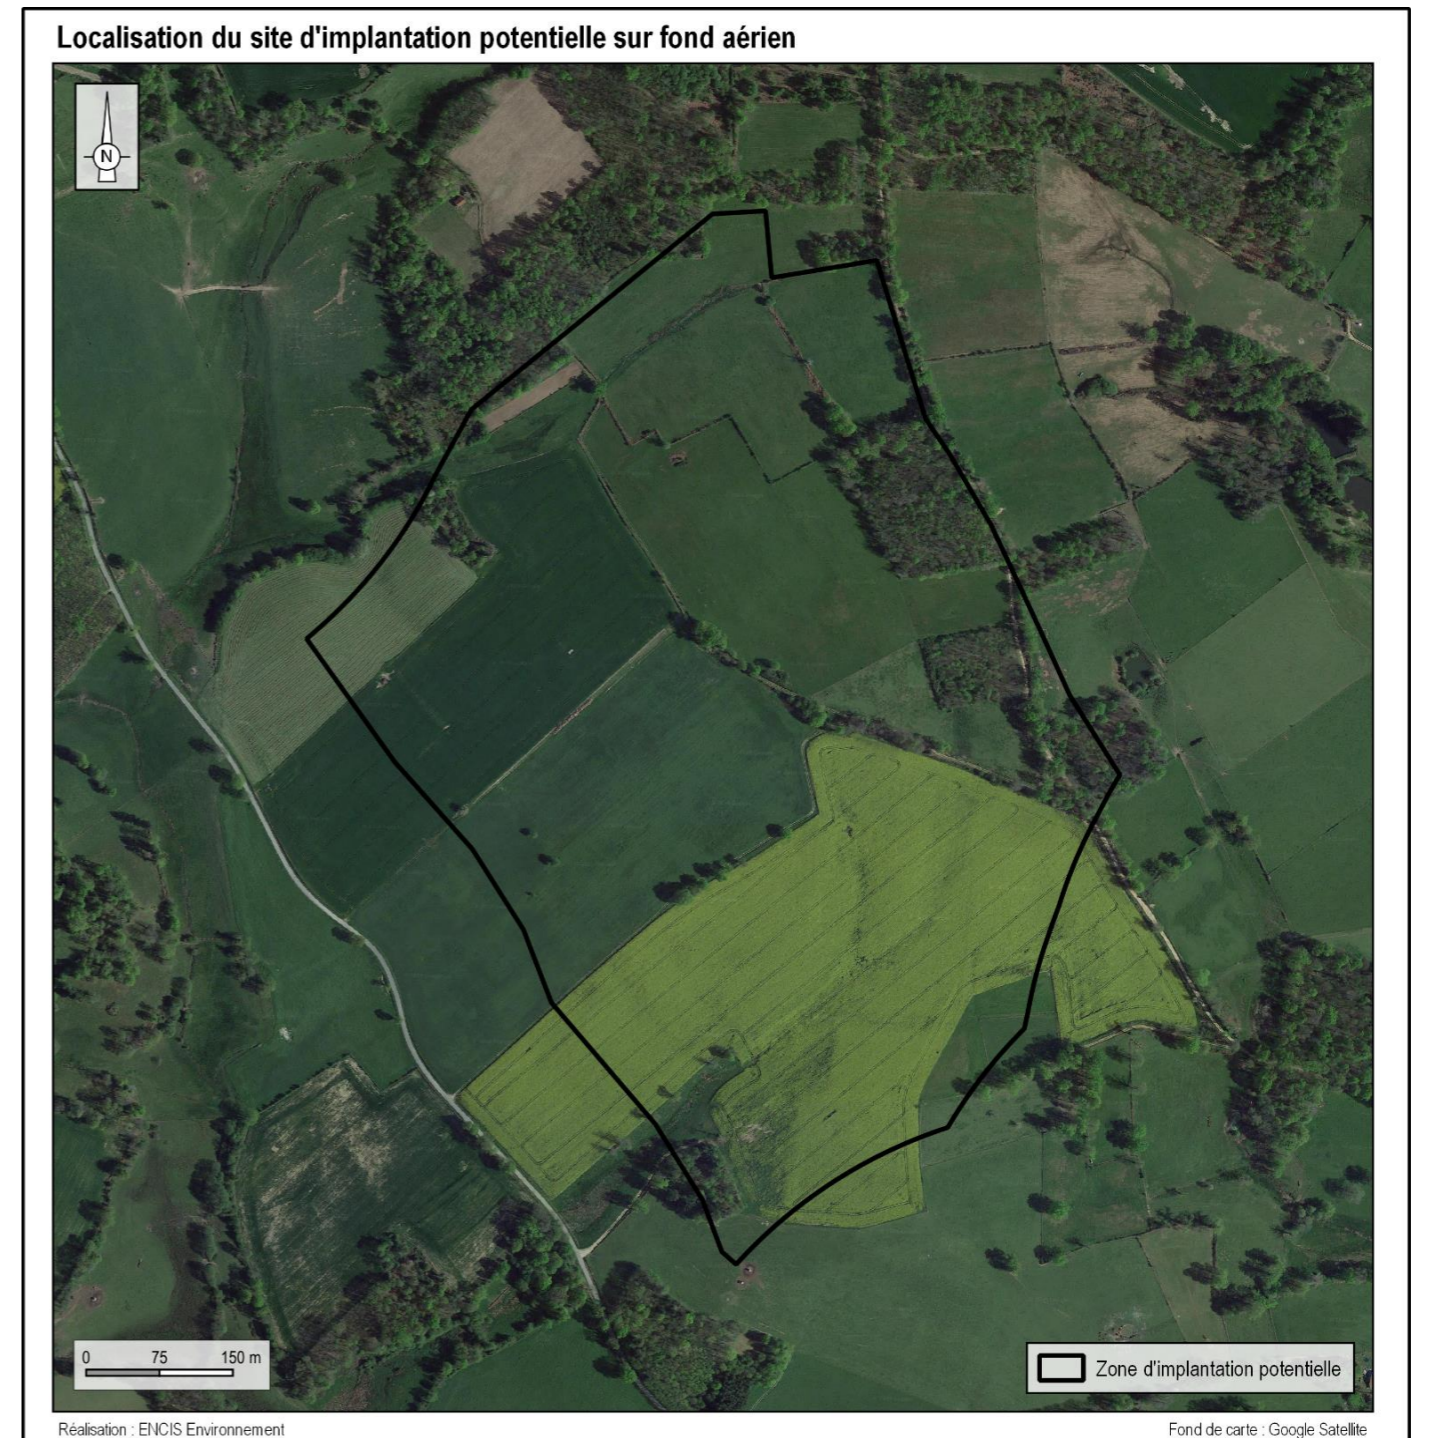 Localisation du site d'implantation potentielle sur fond aérien
N
0 75 150 m
Zone d'implantation potentielle
Réalisation : ENCIS Environnement
Fond de carte : Google Satellite